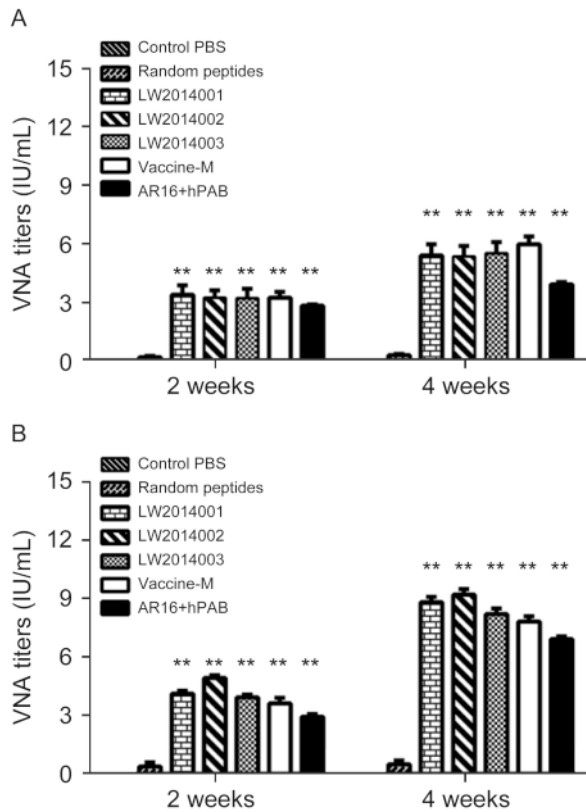 A
Control PBS
Random peptides
LW2014001
LW2014002
LW2014003
Vaccine-M
AR16+hPAB
VNA titers (IU/mL)
15
12
9
6
3
0
** ** ** ** **
** ** ** ** **
2 weeks
4 weeks
B
Control PBS
Random peptides
LW2014001
LW2014002
LW2014003
Vaccine-M
AR16+hPAB
VNA titers (IU/mL)
15
12
9
6
3
0
** ** ** ** **
** ** ** ** **
2 weeks
4 weeks